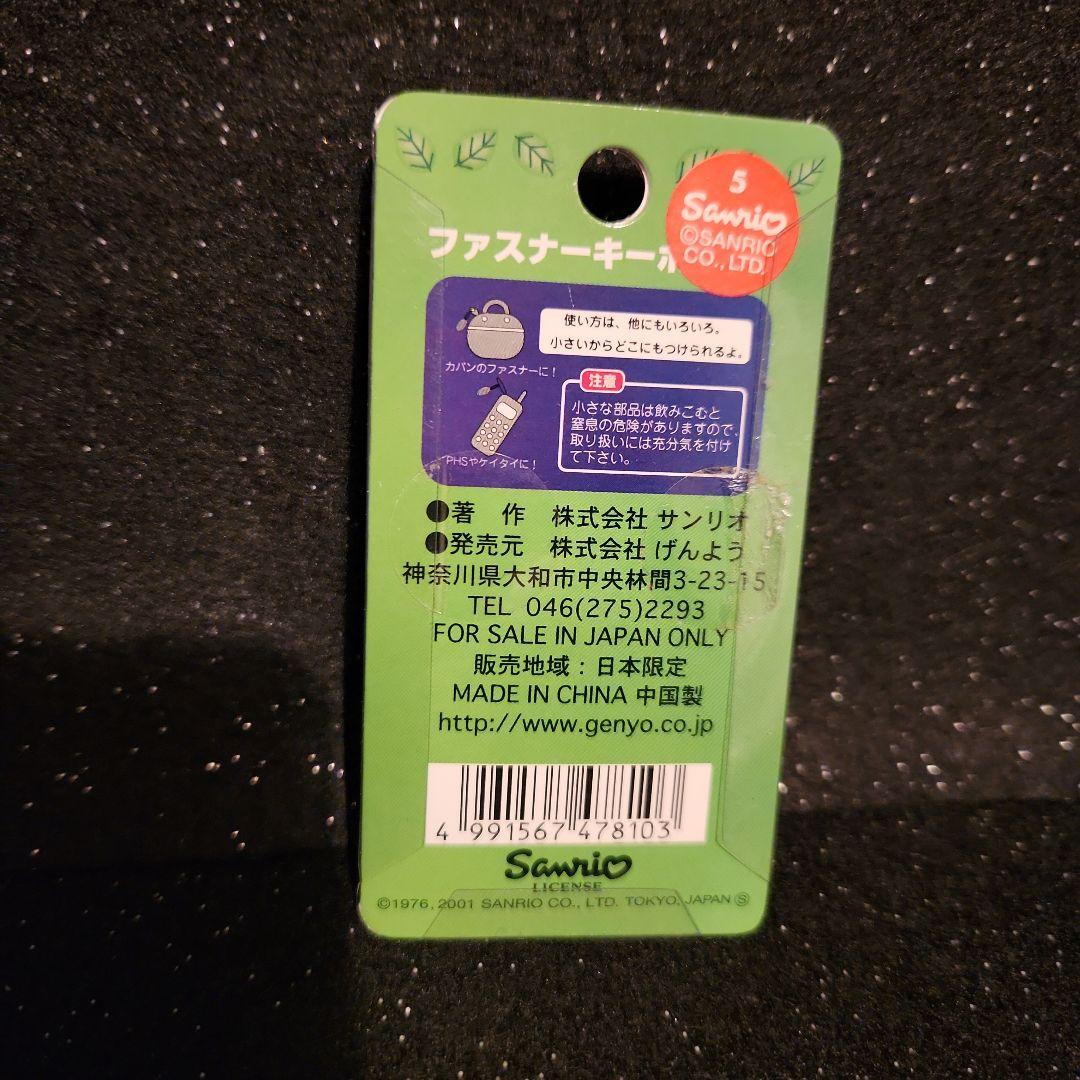 5
Sanrio
©SANRIO
CO., LTD.
ファスナーキーホ
使い方は、他にもいろいろ。
小さいからどこにもつけられるよ。
カバンのファスナーに！
注意
小さな部品は飲みこむと
窒息の危険がありますので、
取り扱いには充分気を付け
て下さい。
PHSやケイタイに！
●著　作　株式会社 サンリオ
●発売元　株式会社 げんよう
神奈川県大和市中央林間3-23-15
TEL 046(275)2293
FOR SALE IN JAPAN ONLY
販売地域：日本限定
MADE IN CHINA 中国製
http://www.genyo.co.jp
4 991567 478103
Sanrio
LICENSE
©1976, 2001 SANRIO CO., LTD. TOKYO, JAPAN Ⓢ